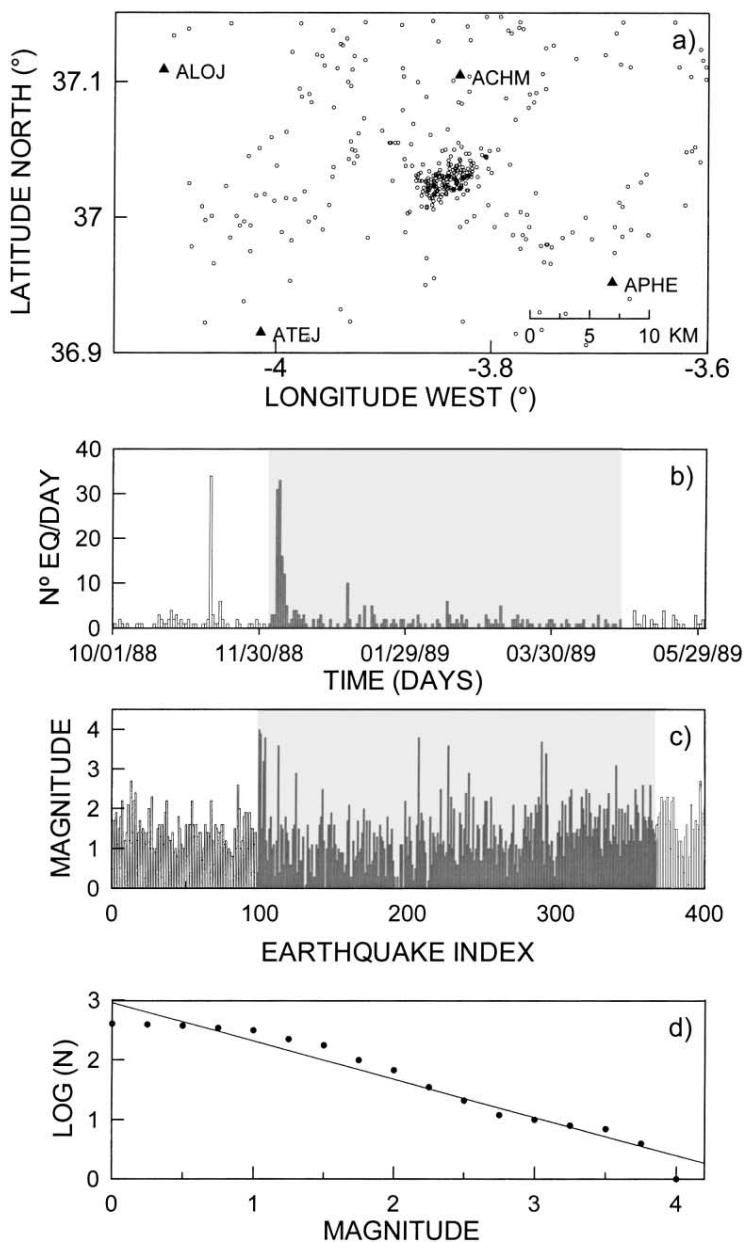 a)
37.1
ALOJ
ACHM
LATITUDE NORTH (°)
37
APHE
ATEJ
0 5 10 KM
36.9
-4 -3.8 -3.6
LONGITUDE WEST (°)
40
b)
30
Nº EQ/DAY
20
10
0
10/01/88 11/30/88 01/29/89 03/30/89 05/29/89
TIME (DAYS)
4
c)
3
MAGNITUDE
2
1
0
0 100 200 300 400
EARTHQUAKE INDEX
3
d)
2
LOG (N)
1
0
0 1 2 3 4
MAGNITUDE